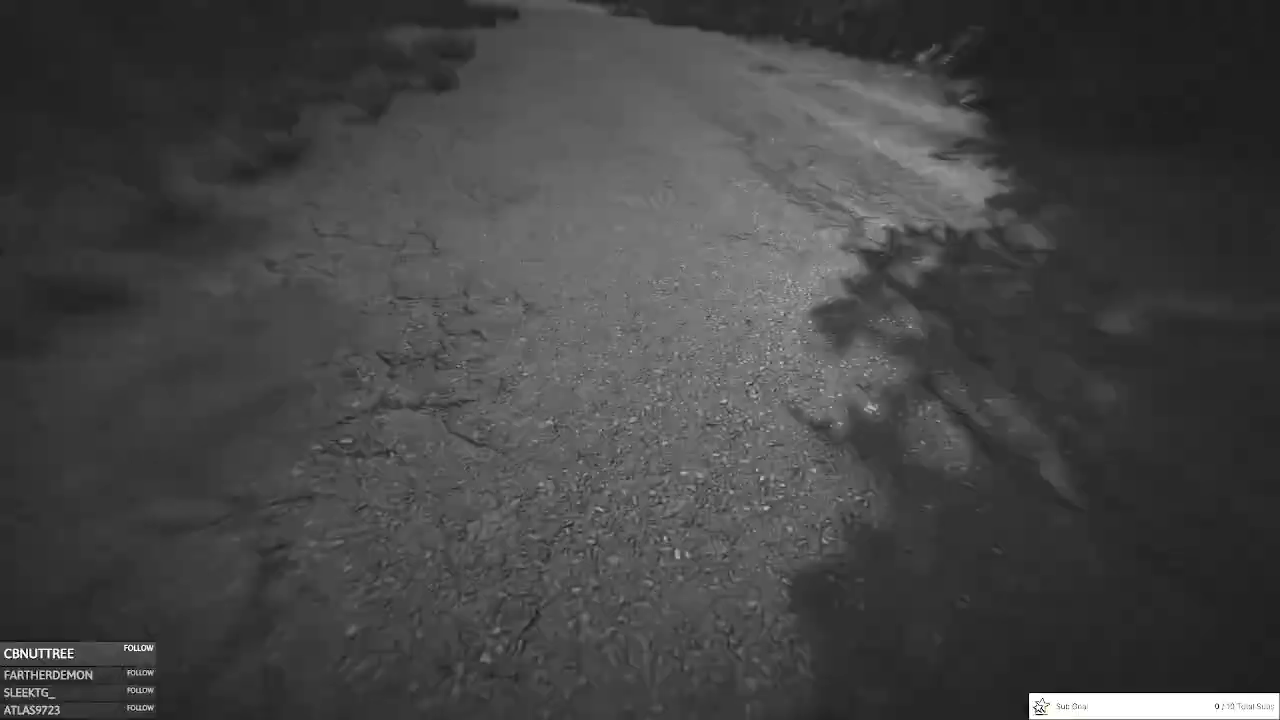 CBNUTTREE FOLLOW
FARTHERDEMON FOLLOW
SLEEKTG_ FOLLOW
ATLAS9723 FOLLOW
Sub Goal 0 / 10 Total Subs